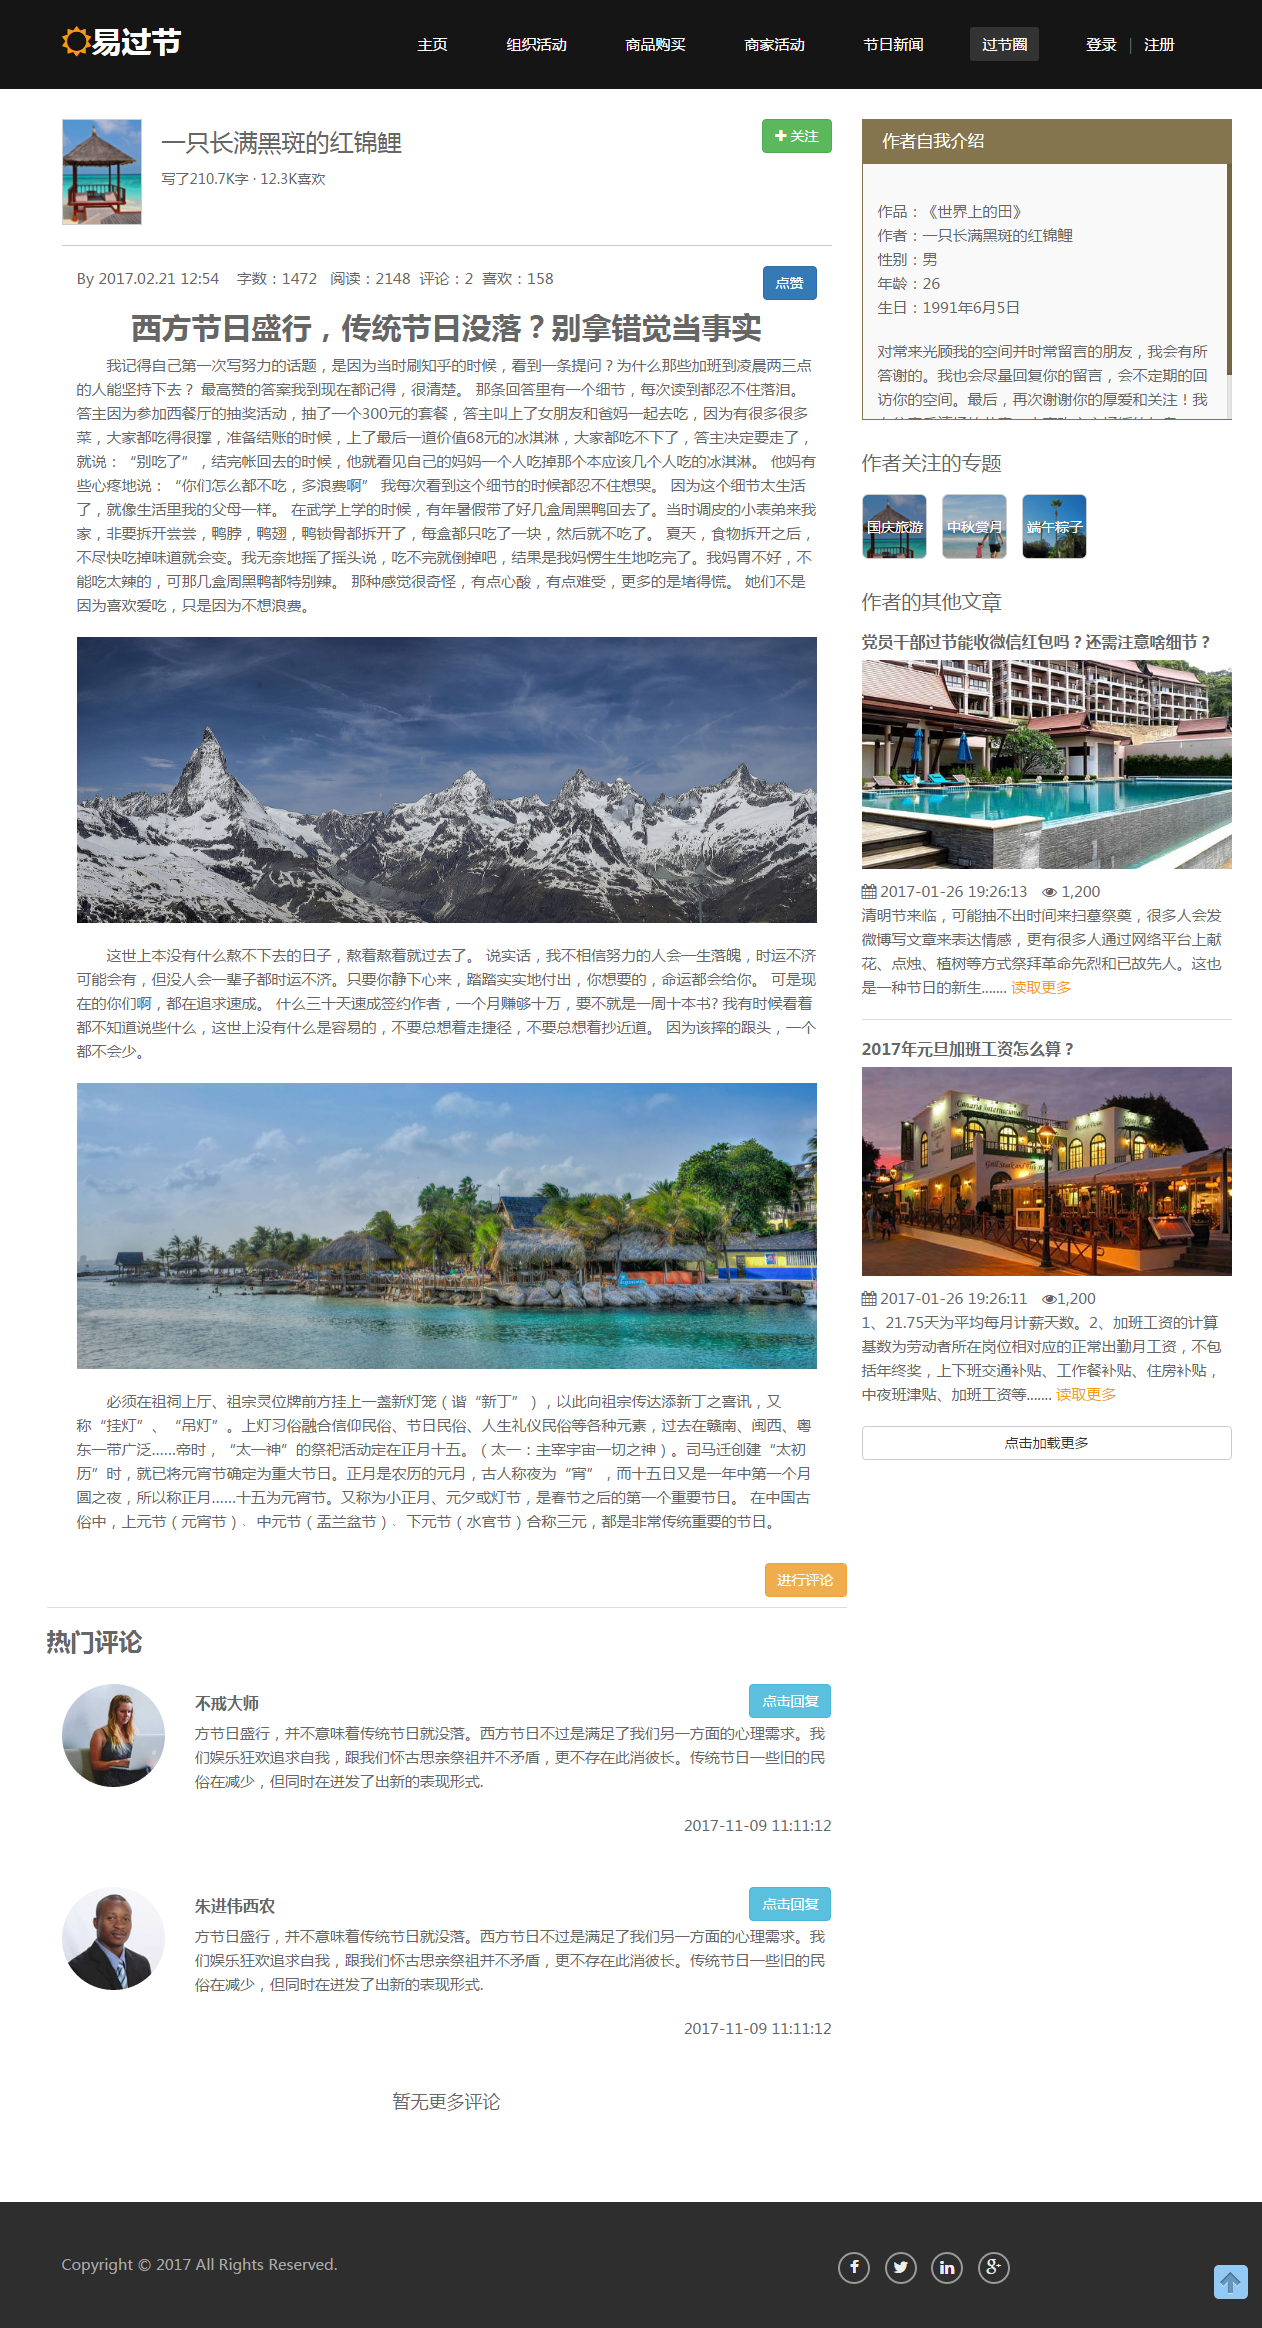 易过节
主页 组织活动 商品购买 商家活动 节日新闻 过节圈 登录 | 注册
一只长满黑斑的红锦鲤
关注
写了210.7K字 · 12.3K喜欢
By 2017.02.21 12:54 字数：1472 阅读：2148 评论：2 喜欢：158
点赞
西方节日盛行，传统节日没落？别拿错觉当事实
我记得自己第一次写努力的话题，是因为当时刷知乎的时候，看到一条提问？为什么那些加班到凌晨两三点
的人能坚持下去？ 最高赞的答案我到现在都记得，很清楚。 那条回答里有一个细节，每次读到都忍不住落泪。
答主因为参加西餐厅的抽奖活动，抽了一个300元的套餐，答主叫上了女朋友和爸妈一起去吃，因为有很多很多
菜，大家都吃得很撑，准备结账的时候，上了最后一道价值68元的冰淇淋，大家都吃不下了，答主决定要走了，
就说：“别吃了”，结完帐回去的时候，他就看见自己的妈妈一个人吃掉那个本应该几个人吃的冰淇淋。 他妈有
些心疼地说：“你们怎么都不吃，多浪费啊” 我每次看到这个细节的时候都忍不住想哭。 因为这个细节太生活
了，就像生活里我的父母一样。 在武学上学的时候，有年暑假带了好几盒周黑鸭回去了。当时调皮的小表弟来我
家，非要拆开尝尝，鸭脖，鸭翅，鸭锁骨都拆开了，每盒都只吃了一块，然后就不吃了。 夏天，食物拆开之后，
不尽快吃掉味道就会变。我无奈地摇了摇头说，吃不完就倒掉吧，结果是我妈愣生生地吃完了。我妈胃不好，不
能吃太辣的，可那几盒周黑鸭都特别辣。 那种感觉很奇怪，有点心酸，有点难受，更多的是堵得慌。 她们不是
因为喜欢爱吃，只是因为不想浪费。
这世上本没有什么熬不下去的日子，熬着熬着就过去了。 说实话，我不相信努力的人会一生落魄，时运不济
可能会有，但没人会一辈子都时运不济。只要你静下心来，踏踏实实地付出，你想要的，命运都会给你。 可是现
在的你们啊，都在追求速成。 什么三十天速成签约作者，一个月赚够十万，要不就是一周十本书? 我有时候看着
都不知道说些什么，这世上没有什么是容易的，不要总想着走捷径，不要总想着抄近道。 因为该摔的跟头，一个
都不会少。
必须在祖祠上厅、祖宗灵位牌前方挂上一盏新灯笼（谐“新丁”），以此向祖宗传达添新丁之喜讯，又
称“挂灯”、“吊灯”。上灯习俗融合信仰民俗、节日民俗、人生礼仪民俗等各种元素，过去在赣南、闽西、粤
东一带广泛……帝时，“太一神”的祭祀活动定在正月十五。（太一：主宰宇宙一切之神）。司马迁创建“太初
历”时，就已将元宵节确定为重大节日。正月是农历的元月，古人称夜为“宵”，而十五日又是一年中第一个月
圆之夜，所以称正月……十五为元宵节。又称为小正月、元夕或灯节，是春节之后的第一个重要节日。 在中国古
俗中，上元节（元宵节）、中元节（盂兰盆节）、下元节（水官节）合称三元，都是非常传统重要的节日。
进行评论
热门评论
不戒大师
点击回复
方节日盛行，并不意味着传统节日就没落。西方节日不过是满足了我们另一方面的心理需求。我
们娱乐狂欢追求自我，跟我们怀古思亲祭祖并不矛盾，更不存在此消彼长。传统节日一些旧的民
俗在减少，但同时在迸发了出新的表现形式.
2017-11-09 11:11:12
朱进伟西农
点击回复
方节日盛行，并不意味着传统节日就没落。西方节日不过是满足了我们另一方面的心理需求。我
们娱乐狂欢追求自我，跟我们怀古思亲祭祖并不矛盾，更不存在此消彼长。传统节日一些旧的民
俗在减少，但同时在迸发了出新的表现形式.
2017-11-09 11:11:12
暂无更多评论
作者自我介绍
作品：《世界上的田》
作者：一只长满黑斑的红锦鲤
性别：男
年龄：26
生日：1991年6月5日
对常来光顾我的空间并时常留言的朋友，我会有所
答谢的。我也会尽量回复你的留言，会不定期的回
访你的空间。最后，再次谢谢你的厚爱和关注！我
作者关注的专题
国庆旅游 中秋赏月 端午粽子
作者的其他文章
党员干部过节能收微信红包吗？还需注意啥细节？
2017-01-26 19:26:13 1,200
清明节来临，可能抽不出时间来扫墓祭奠，很多人会发
微博写文章来表达情感，更有很多人通过网络平台上献
花、点烛、植树等方式祭拜革命先烈和已故先人。这也
是一种节日的新生....... 读取更多
2017年元旦加班工资怎么算？
2017-01-26 19:26:11 1,200
1、21.75天为平均每月计薪天数。2、加班工资的计算
基数为劳动者所在岗位相对应的正常出勤月工资，不包
括年终奖，上下班交通补贴、工作餐补贴、住房补贴，
中夜班津贴、加班工资等....... 读取更多
点击加载更多
Copyright © 2017 All Rights Reserved.